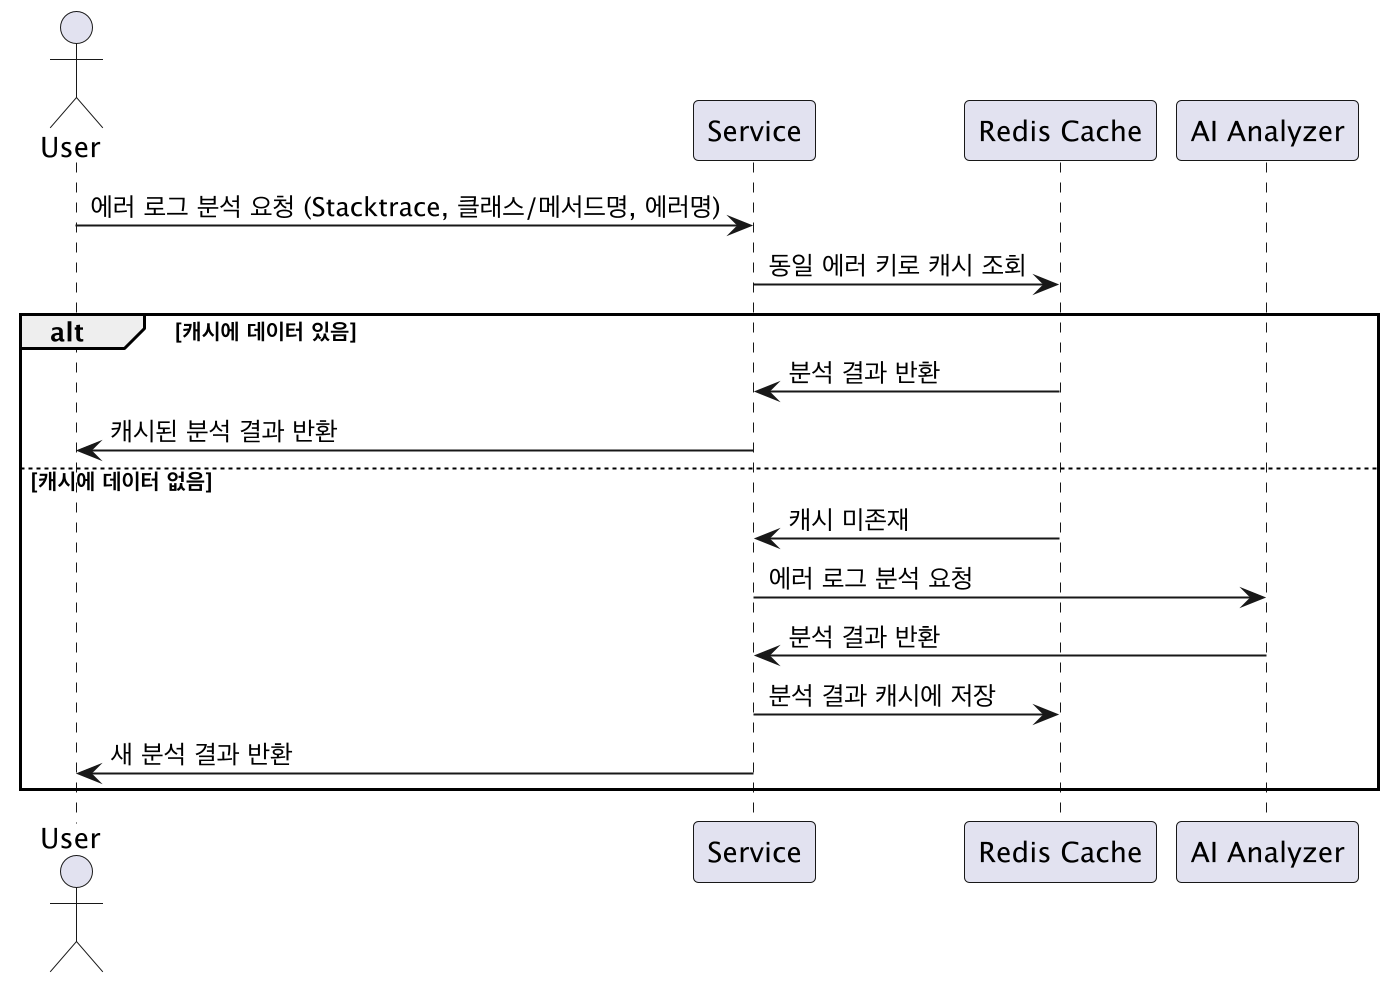 User
Service
Redis Cache
AI Analyzer
에러 로그 분석 요청 (Stacktrace, 클래스/메서드명, 에러명)
동일 에러 키로 캐시 조회
alt [캐시에 데이터 있음]
분석 결과 반환
캐시된 분석 결과 반환
[캐시에 데이터 없음]
캐시 미존재
에러 로그 분석 요청
분석 결과 반환
분석 결과 캐시에 저장
새 분석 결과 반환
User
Service
Redis Cache
AI Analyzer